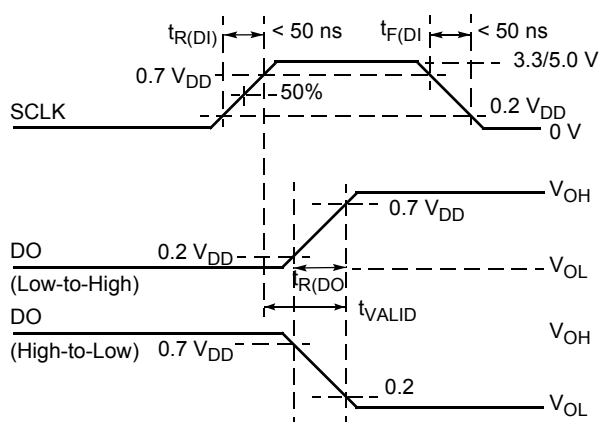 tR(DI) < 50 ns tF(DI < 50 ns
3.3/5.0 V
0.7 VDD
50%
SCLK 0.2 VDD
0 V
VOH
0.7 VDD
DO 0.2 VDD
(Low-to-High) tR(DO VOL
DO tVALID VOH
(High-to-Low) 0.7 VDD
0.2
VOL